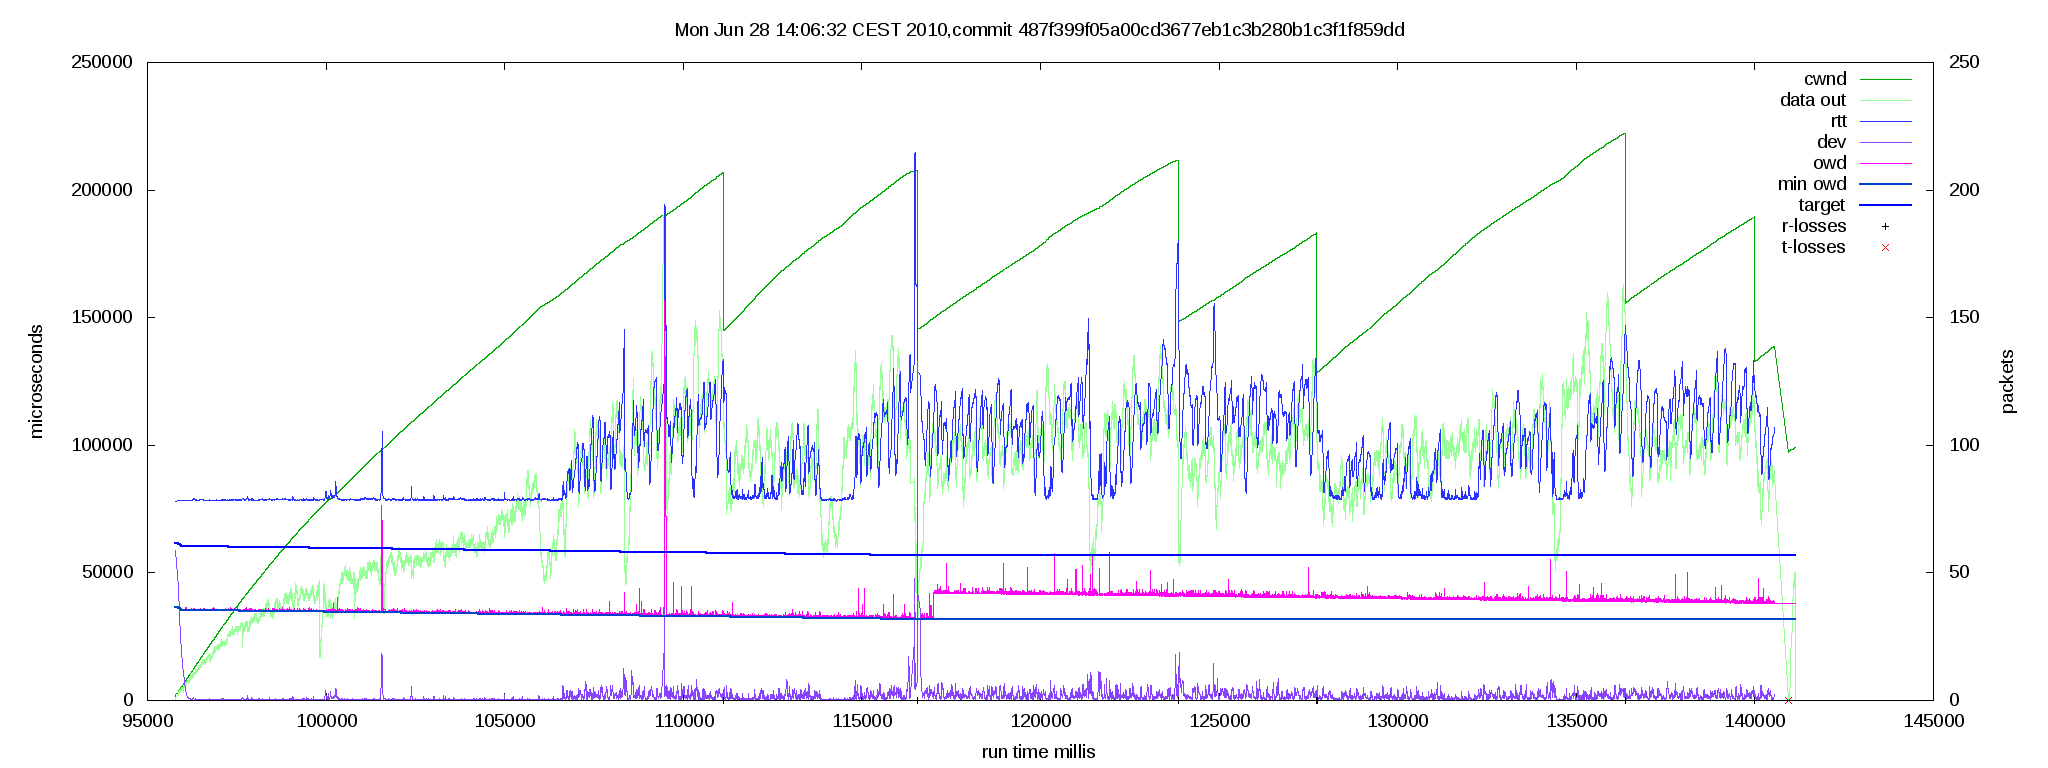 Mon Jun 28 14:06:32 CEST 2010,commit 487f399f05a00cd3677eb1c3b280b1c3f1f859dd
250000
200000
150000
100000
50000
0
microseconds
250
200
150
100
50
0
packets
cwnd
data out
rtt
dev
owd
min owd
target
r-losses
t-losses
95000 100000 105000 110000 115000 120000 125000 130000 135000 140000 145000
run time millis